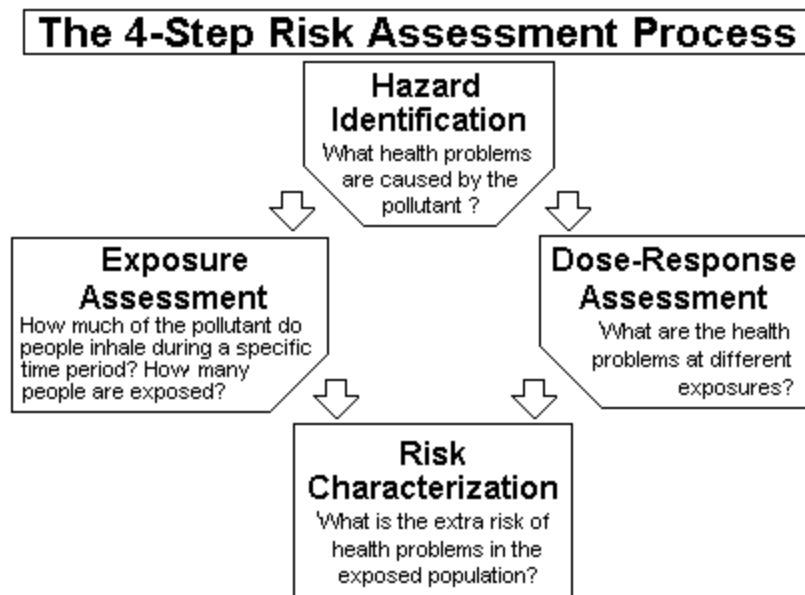 The 4-Step Risk Assessment Process
Hazard
Identification
What health problems
are caused by the
pollutant ?
Exposure
Assessment
How much of the pollutant do
people inhale during a specific
time period? How many
people are exposed?
Dose-Response
Assessment
What are the health
problems at different
exposures?
Risk
Characterization
What is the extra risk of
health problems in the
exposed population?